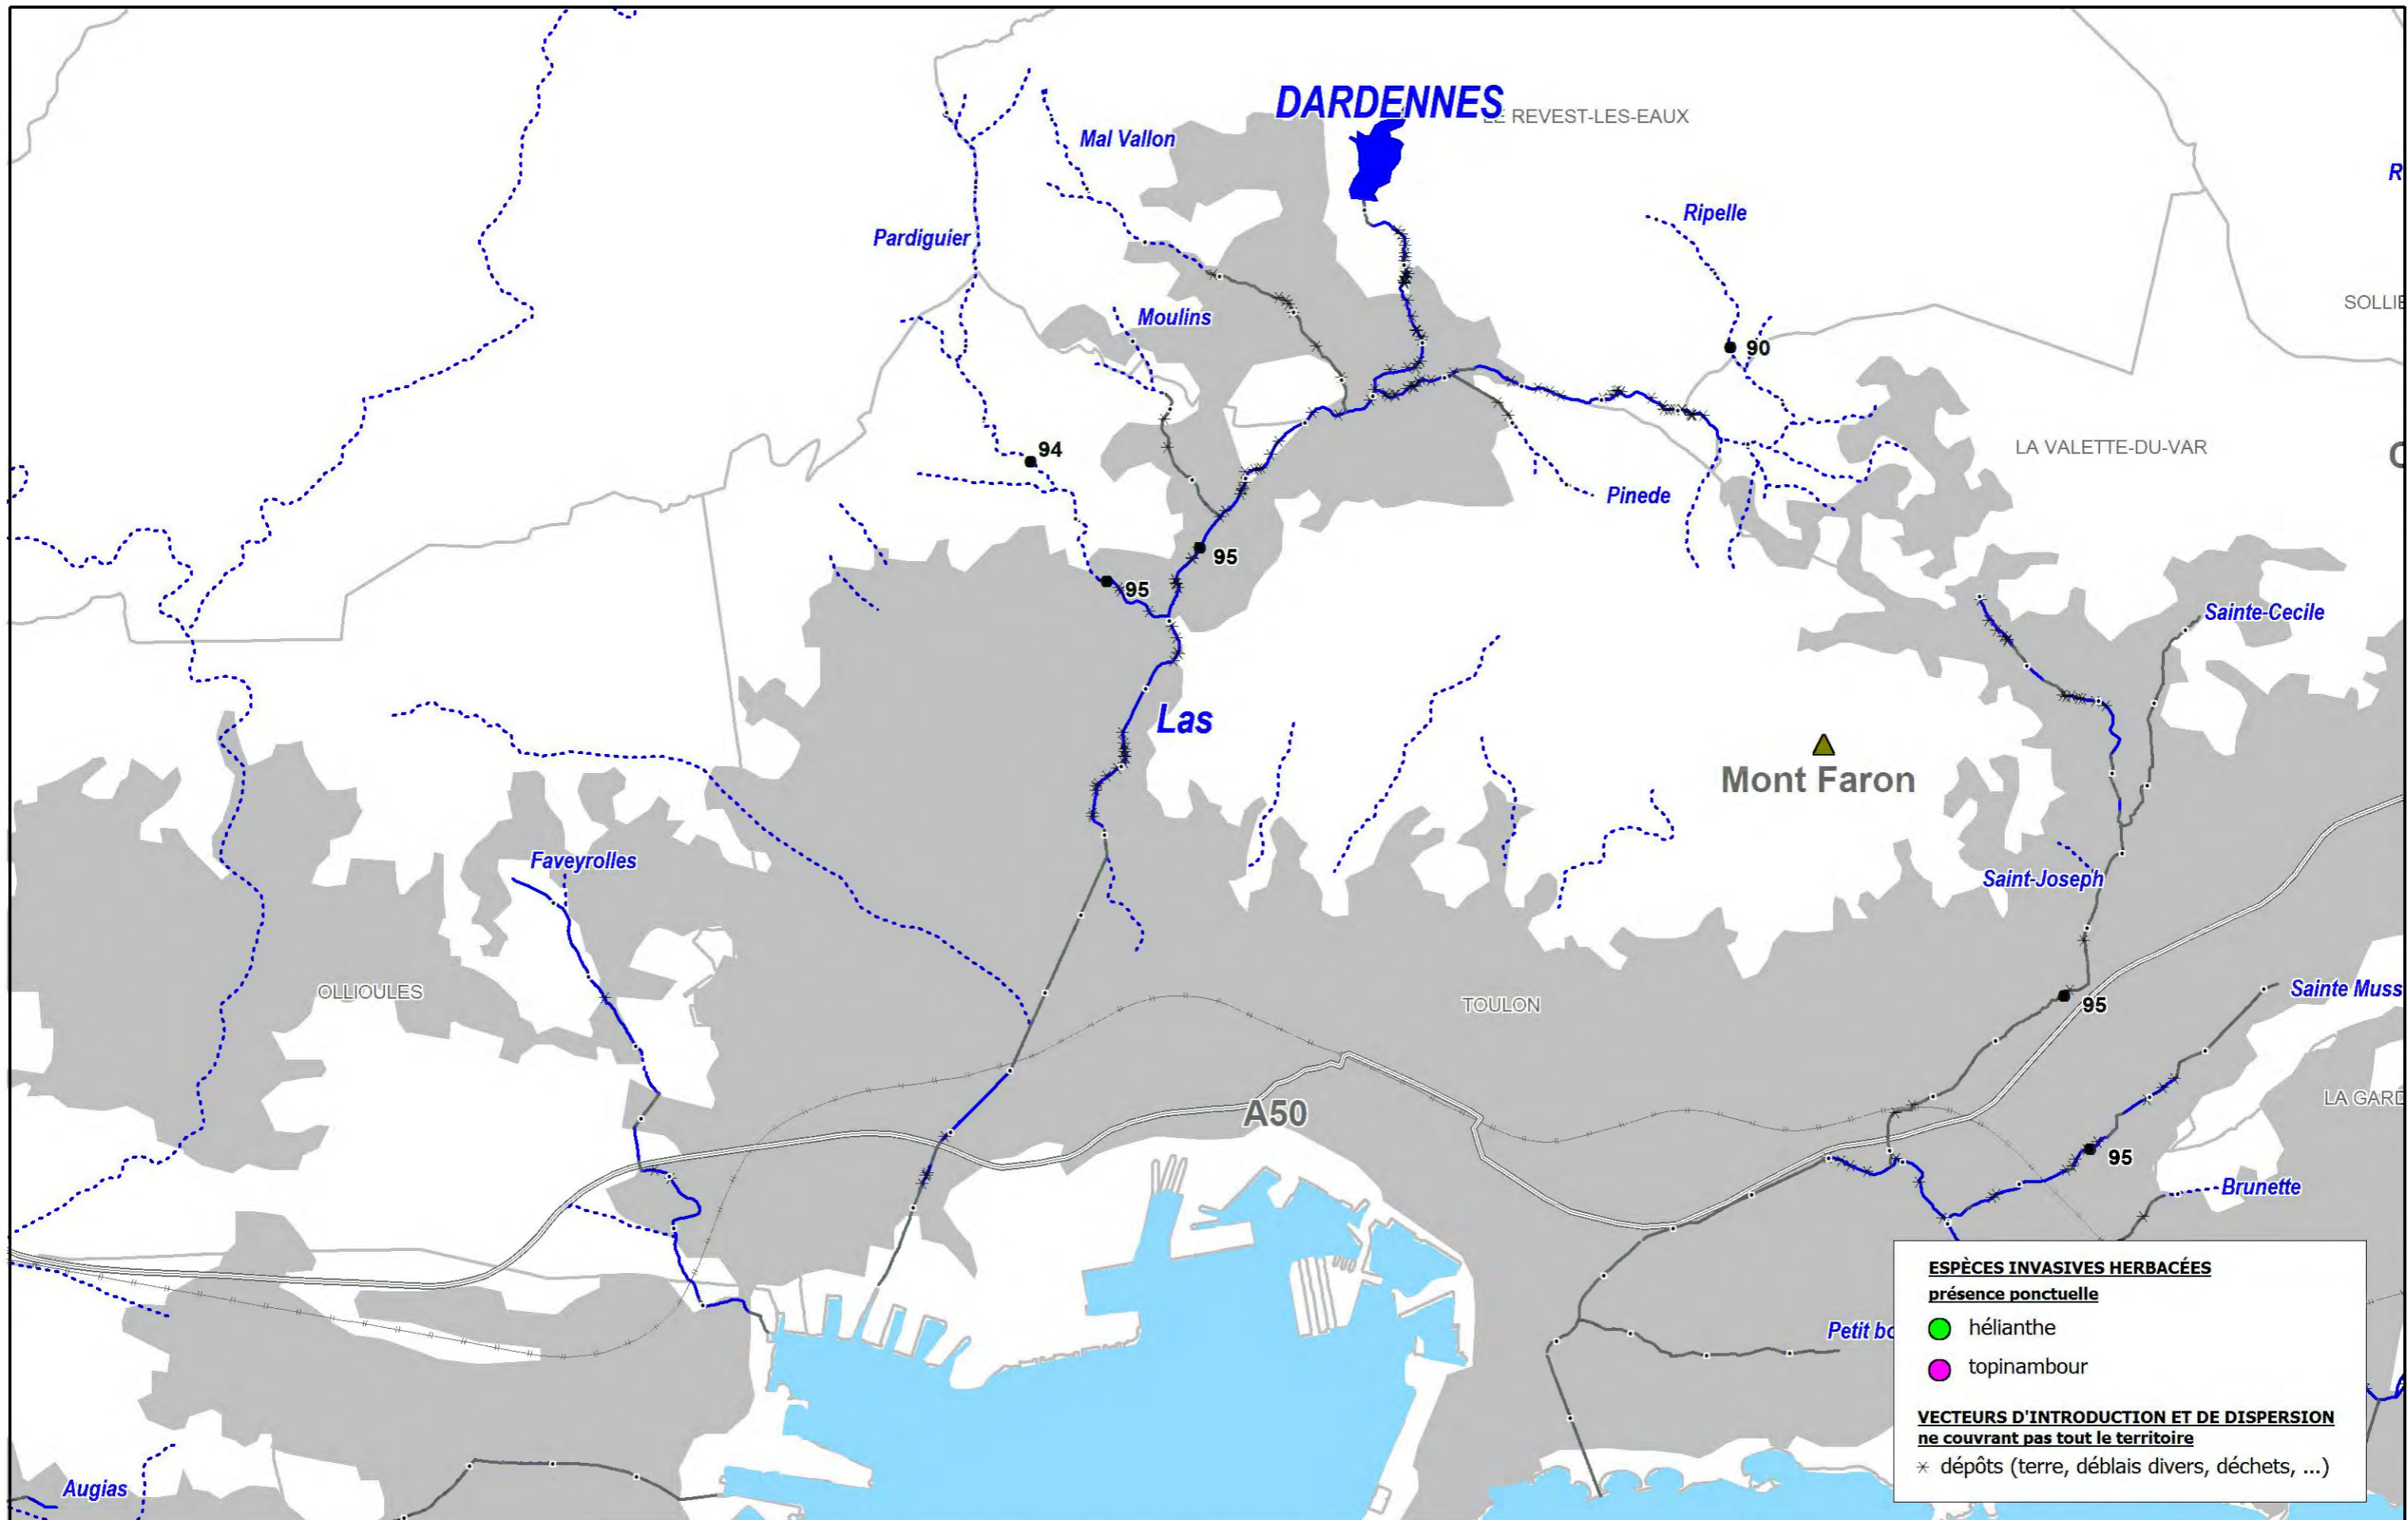 DARDENNES
LE REVEST-LES-EAUX
Mal Vallon
R
Ripelle
Pardiguier
SOLLIE
Moulins
90
94
LA VALETTE-DU-VAR
C
Pinede
95
95
Sainte-Cecile
Las
Mont Faron
Faveyrolles
Saint-Joseph
OLLIOULES
TOULON
Sainte Muss
95
A50
LA GARD
95
Brunette
Petit bo
Augias
ESPÈCES INVASIVES HERBACÉES
présence ponctuelle
hélianthe
topinambour
VECTEURS D'INTRODUCTION ET DE DISPERSION
ne couvrant pas tout le territoire
dépôts (terre, déblais divers, déchets, ...)